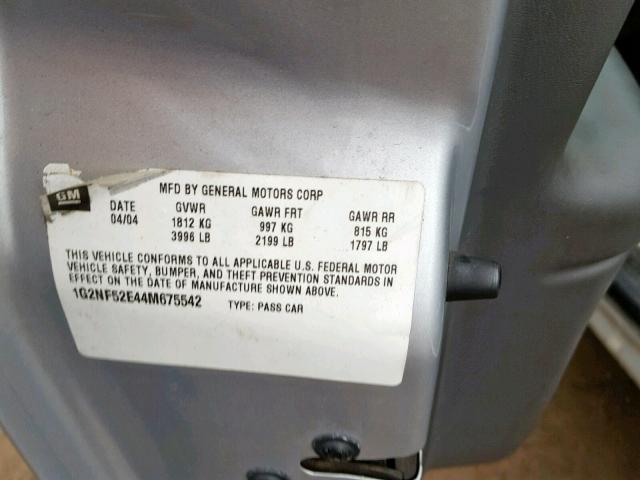 GM
MFD BY GENERAL MOTORS CORP
DATE GVWR GAWR FRT GAWR RR
04/04 1812 KG 997 KG 815 KG
3996 LB 2199 LB 1797 LB
THIS VEHICLE CONFORMS TO ALL APPLICABLE U.S. FEDERAL MOTOR
VEHICLE SAFETY, BUMPER, AND THEFT PREVENTION STANDARDS IN
EFFECT ON THE DATE OF MANUFACTURE SHOWN ABOVE.
1G2NF52E44M675542 TYPE: PASS CAR